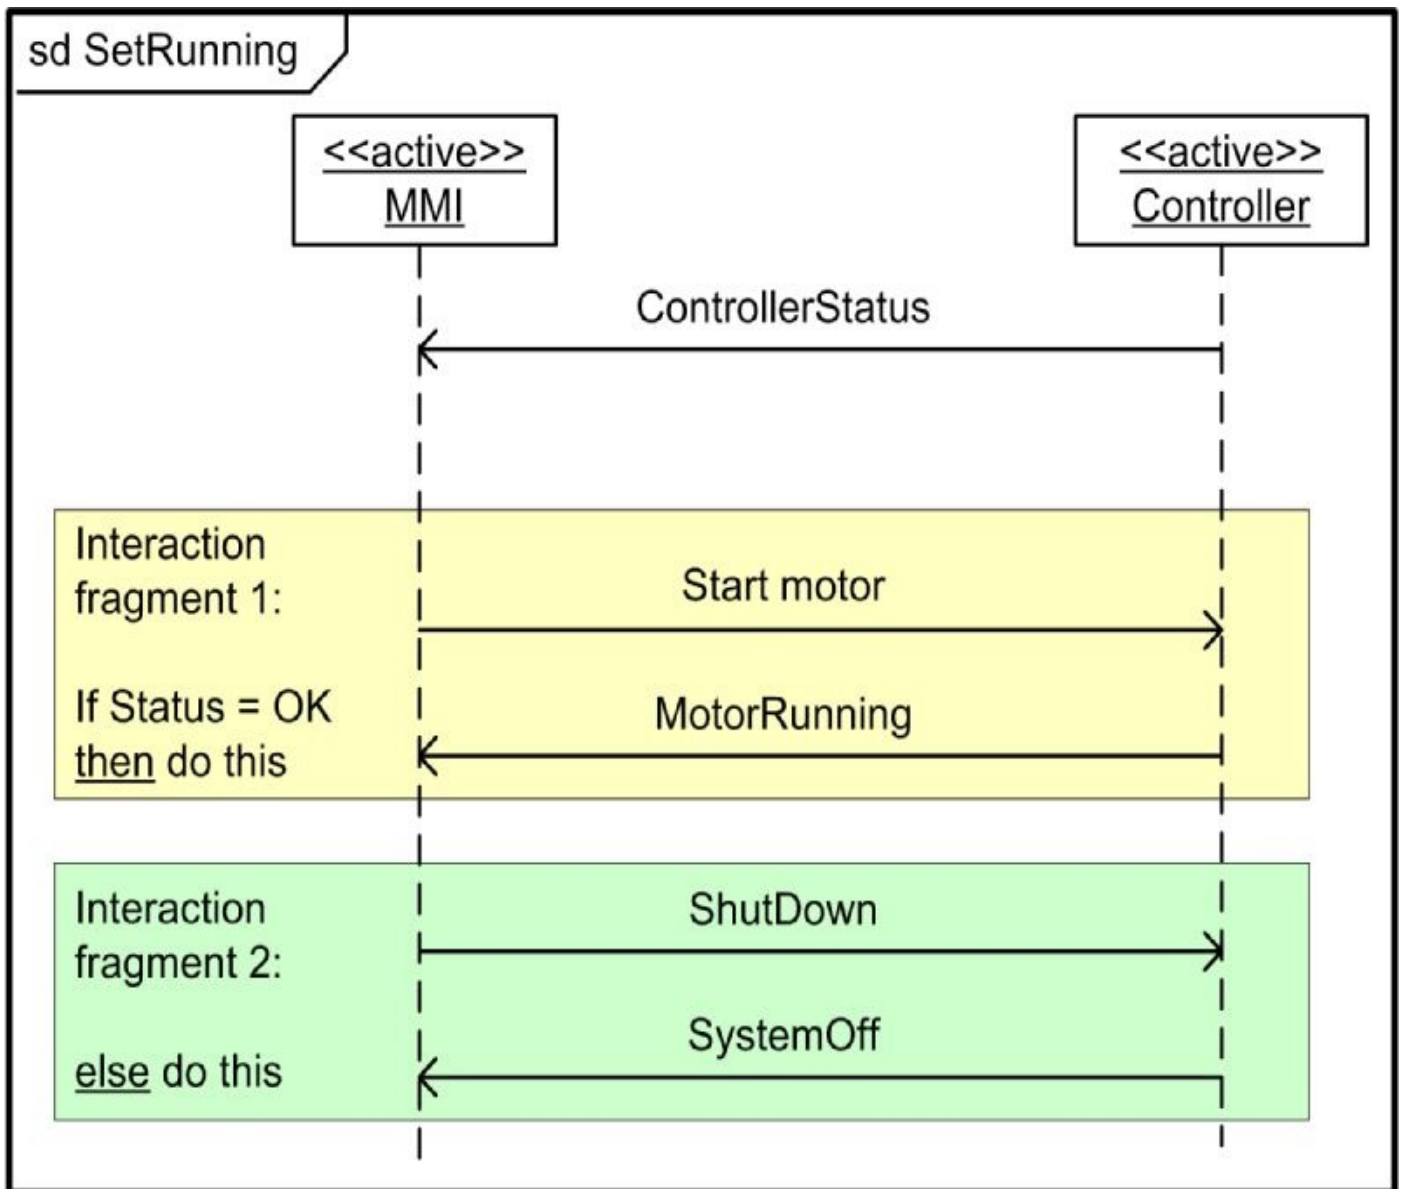 sd SetRunning
<<active>>
MMI
<<active>>
Controller
ControllerStatus
Interaction
fragment 1:
Start motor
If Status = OK
then do this
MotorRunning
Interaction
fragment 2:
ShutDown
SystemOff
else do this